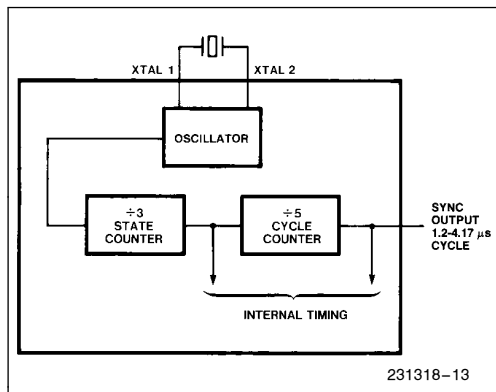 XTAL 1
XTAL 2
OSCILLATOR
÷3
STATE
COUNTER
÷5
CYCLE
COUNTER
SYNC
OUTPUT
1.2-4.17 μs
CYCLE
INTERNAL TIMING
231318–13